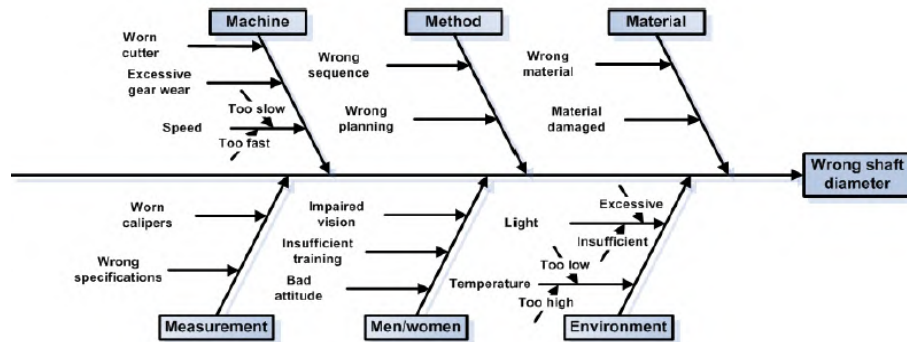 Machine
Method
Material
Worn
cutter
Excessive
gear wear
Too slow
Speed
Too fast
Wrong
sequence
Wrong
planning
Wrong
material
Material
damaged
Wrong shaft
diameter
Worn
calipers
Wrong
specifications
Impaired
vision
Insufficient
training
Bad
attitude
Excessive
Light
Insufficient
Too low
Temperature
Too high
Measurement
Men/women
Environment